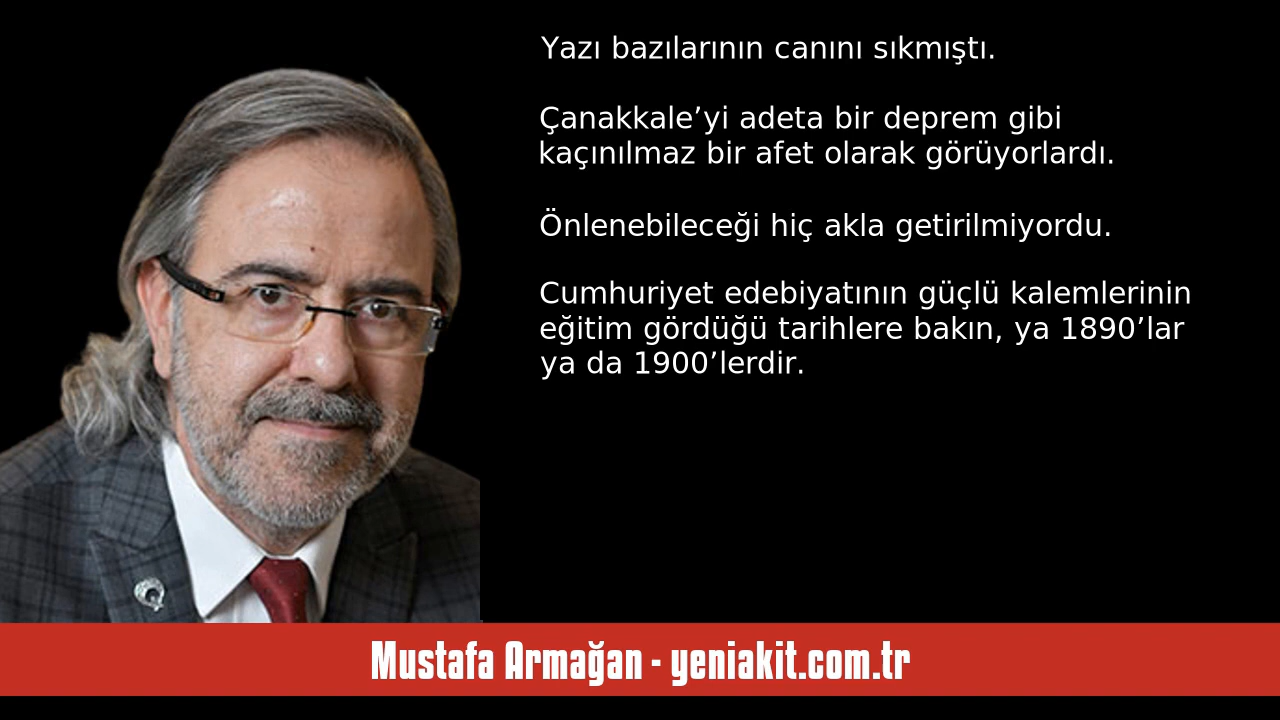 Yazı bazılarının canını sıkmıştı.
Çanakkale’yi adeta bir deprem gibi
kaçınılmaz bir afet olarak görüyorlardı.
Önlenebileceği hiç akla getirilmiyordu.
Cumhuriyet edebiyatının güçlü kalemlerinin
eğitim gördüğü tarihlere bakın, ya 1890’lar
ya da 1900’lerdir.
Mustafa Armağan - yeniakit.com.tr